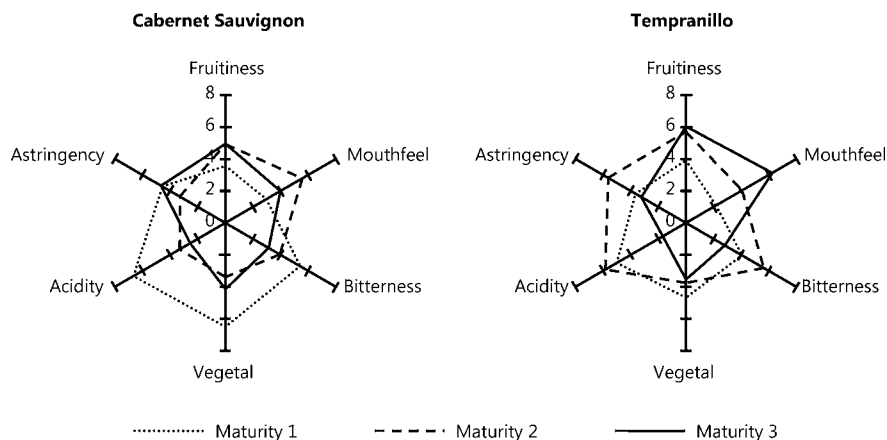 Cabernet Sauvignon
Tempranillo
Fruitiness
8
6
4
2
0
Astringency
Mouthfeel
Acidity
Bitterness
Vegetal
Fruitiness
8
6
4
2
0
Astringency
Mouthfeel
Acidity
Bitterness
Vegetal
Maturity 1
Maturity 2
Maturity 3